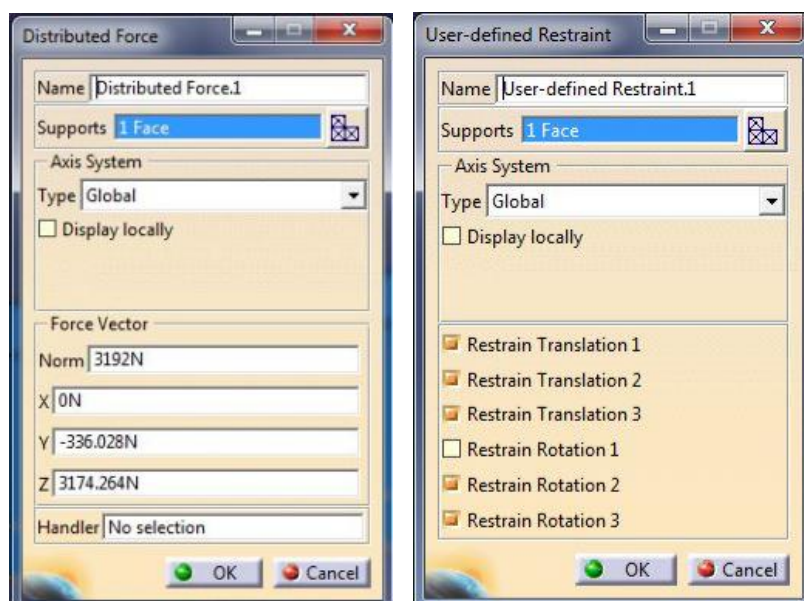 Distributed Force
Name Distributed Force.1
Supports 1 Face
Axis System
Type Global
Display locally
Force Vector
Norm 3192N
X 0N
Y -336.028N
Z 3174.264N
Handler No selection
OK Cancel
User-defined Restraint
Name User-defined Restraint.1
Supports 1 Face
Axis System
Type Global
Display locally
Restrain Translation 1
Restrain Translation 2
Restrain Translation 3
Restrain Rotation 1
Restrain Rotation 2
Restrain Rotation 3
OK Cancel